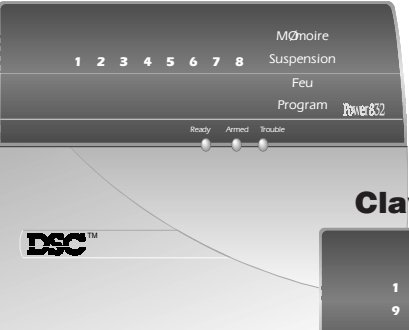 MØmoire
1 2 3 4 5 6 7 8 Suspension
Feu
Program Power832
Ready Armed Trouble
DSC™
1
9